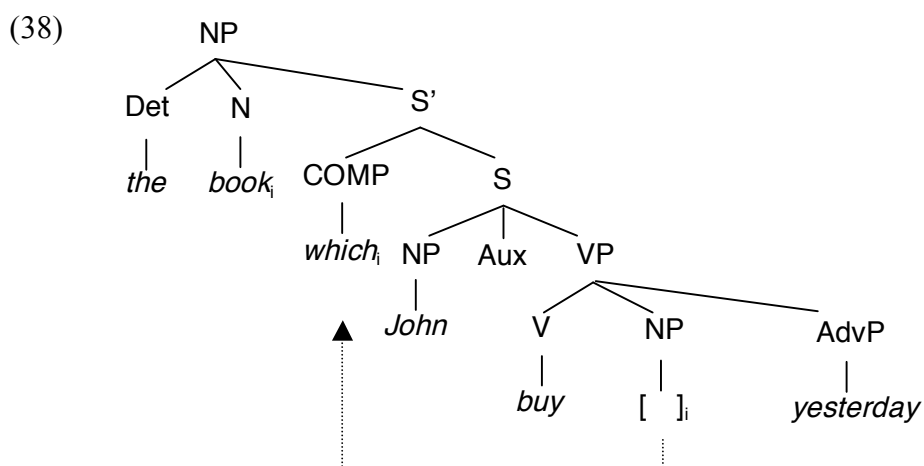 (38)
NP
Det N S’
the book_i COMP S
which_i NP Aux VP
John V NP AdvP
buy [ ]_i yesterday